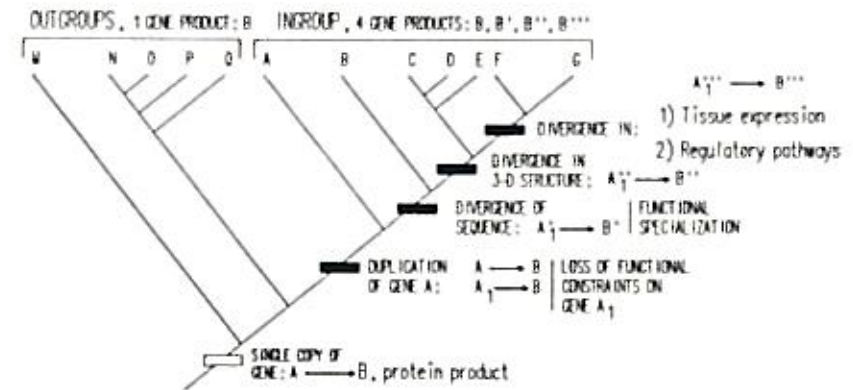 OUTGROUPS, 1 GENE PRODUCT: B
INGROUP, 4 GENE PRODUCTS: B, B', B'', B'''
W N O P Q A B C D E F G
A₁''' → B'''
DIVERGENCE IN:
1) Tissue expression
2) Regulatory pathways
DIVERGENCE IN
3-D STRUCTURE: A₁'' → B''
DIVERGENCE OF
SEQUENCE: A₁' → B'
FUNCTIONAL
SPECIALIZATION
DUPLICATION
OF GENE A:
A → B
A₁ → B
LOSS OF FUNCTIONAL
CONSTRAINTS ON
GENE A₁
SINGLE COPY OF
GENE: A → B, protein product